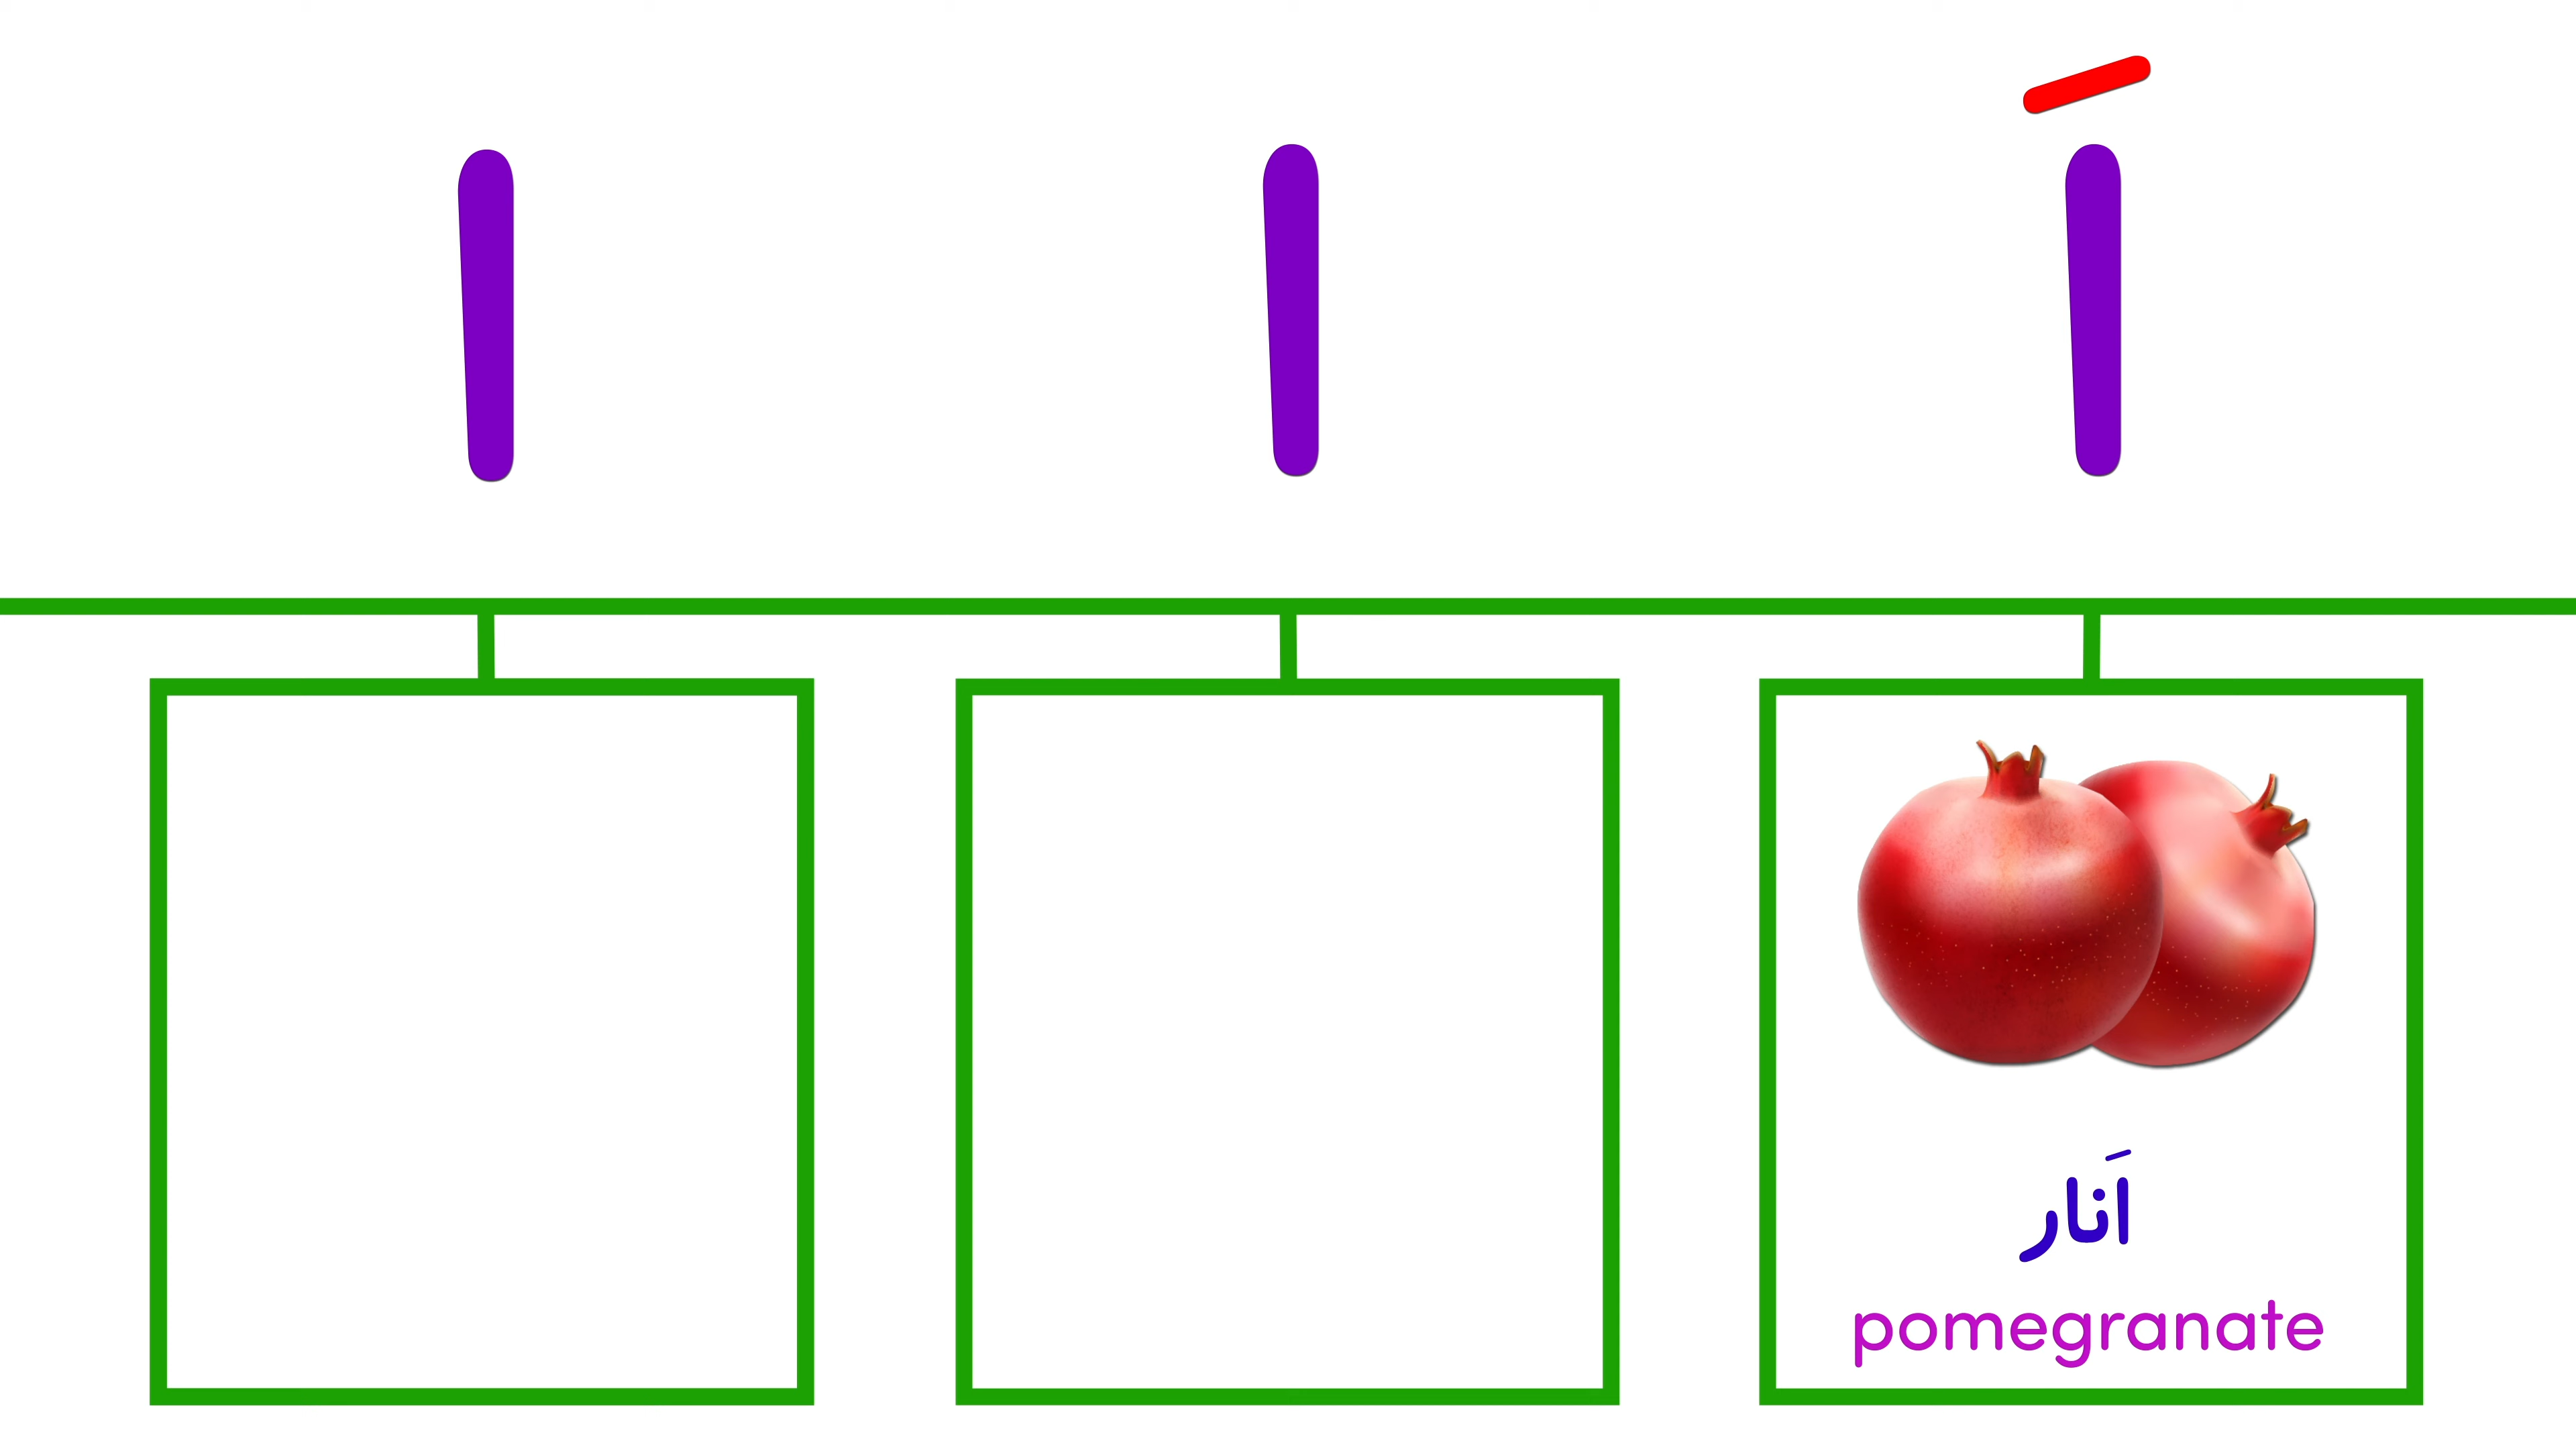 اَ ا ا
اَنار
pomegranate